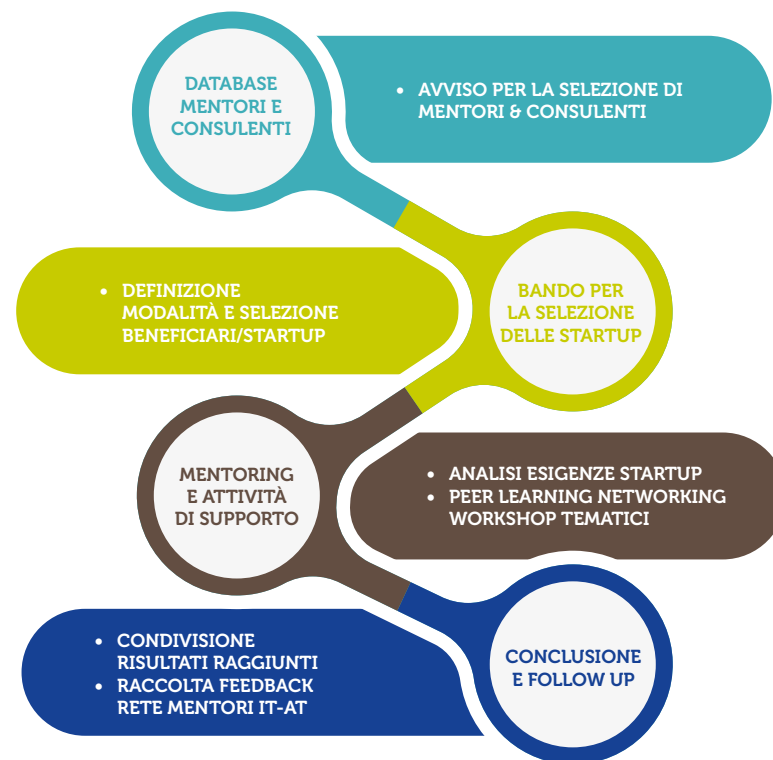 DATABASE
MENTORI E
CONSULENTI
• AVVISO PER LA SELEZIONE DI
MENTORI & CONSULENTI
BANDO PER
LA SELEZIONE
DELLE STARTUP
• DEFINIZIONE
MODALITÀ E SELEZIONE
BENEFICIARI/STARTUP
MENTORING
E ATTIVITÀ
DI SUPPORTO
• ANALISI ESIGENZE STARTUP
• PEER LEARNING NETWORKING
WORKSHOP TEMATICI
CONCLUSIONE
E FOLLOW UP
• CONDIVISIONE
RISULTATI RAGGIUNTI
• RACCOLTA FEEDBACK
RETE MENTORI IT-AT